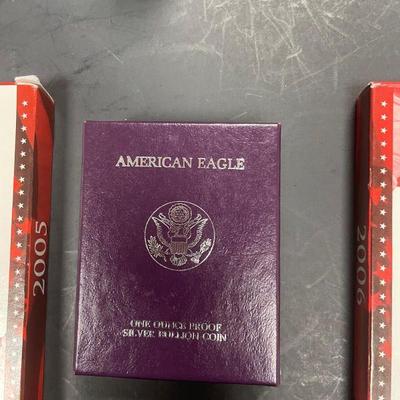 AMERICAN EAGLE
ONE OUNCE PROOF
SILVER BULLION COIN
2005
2006